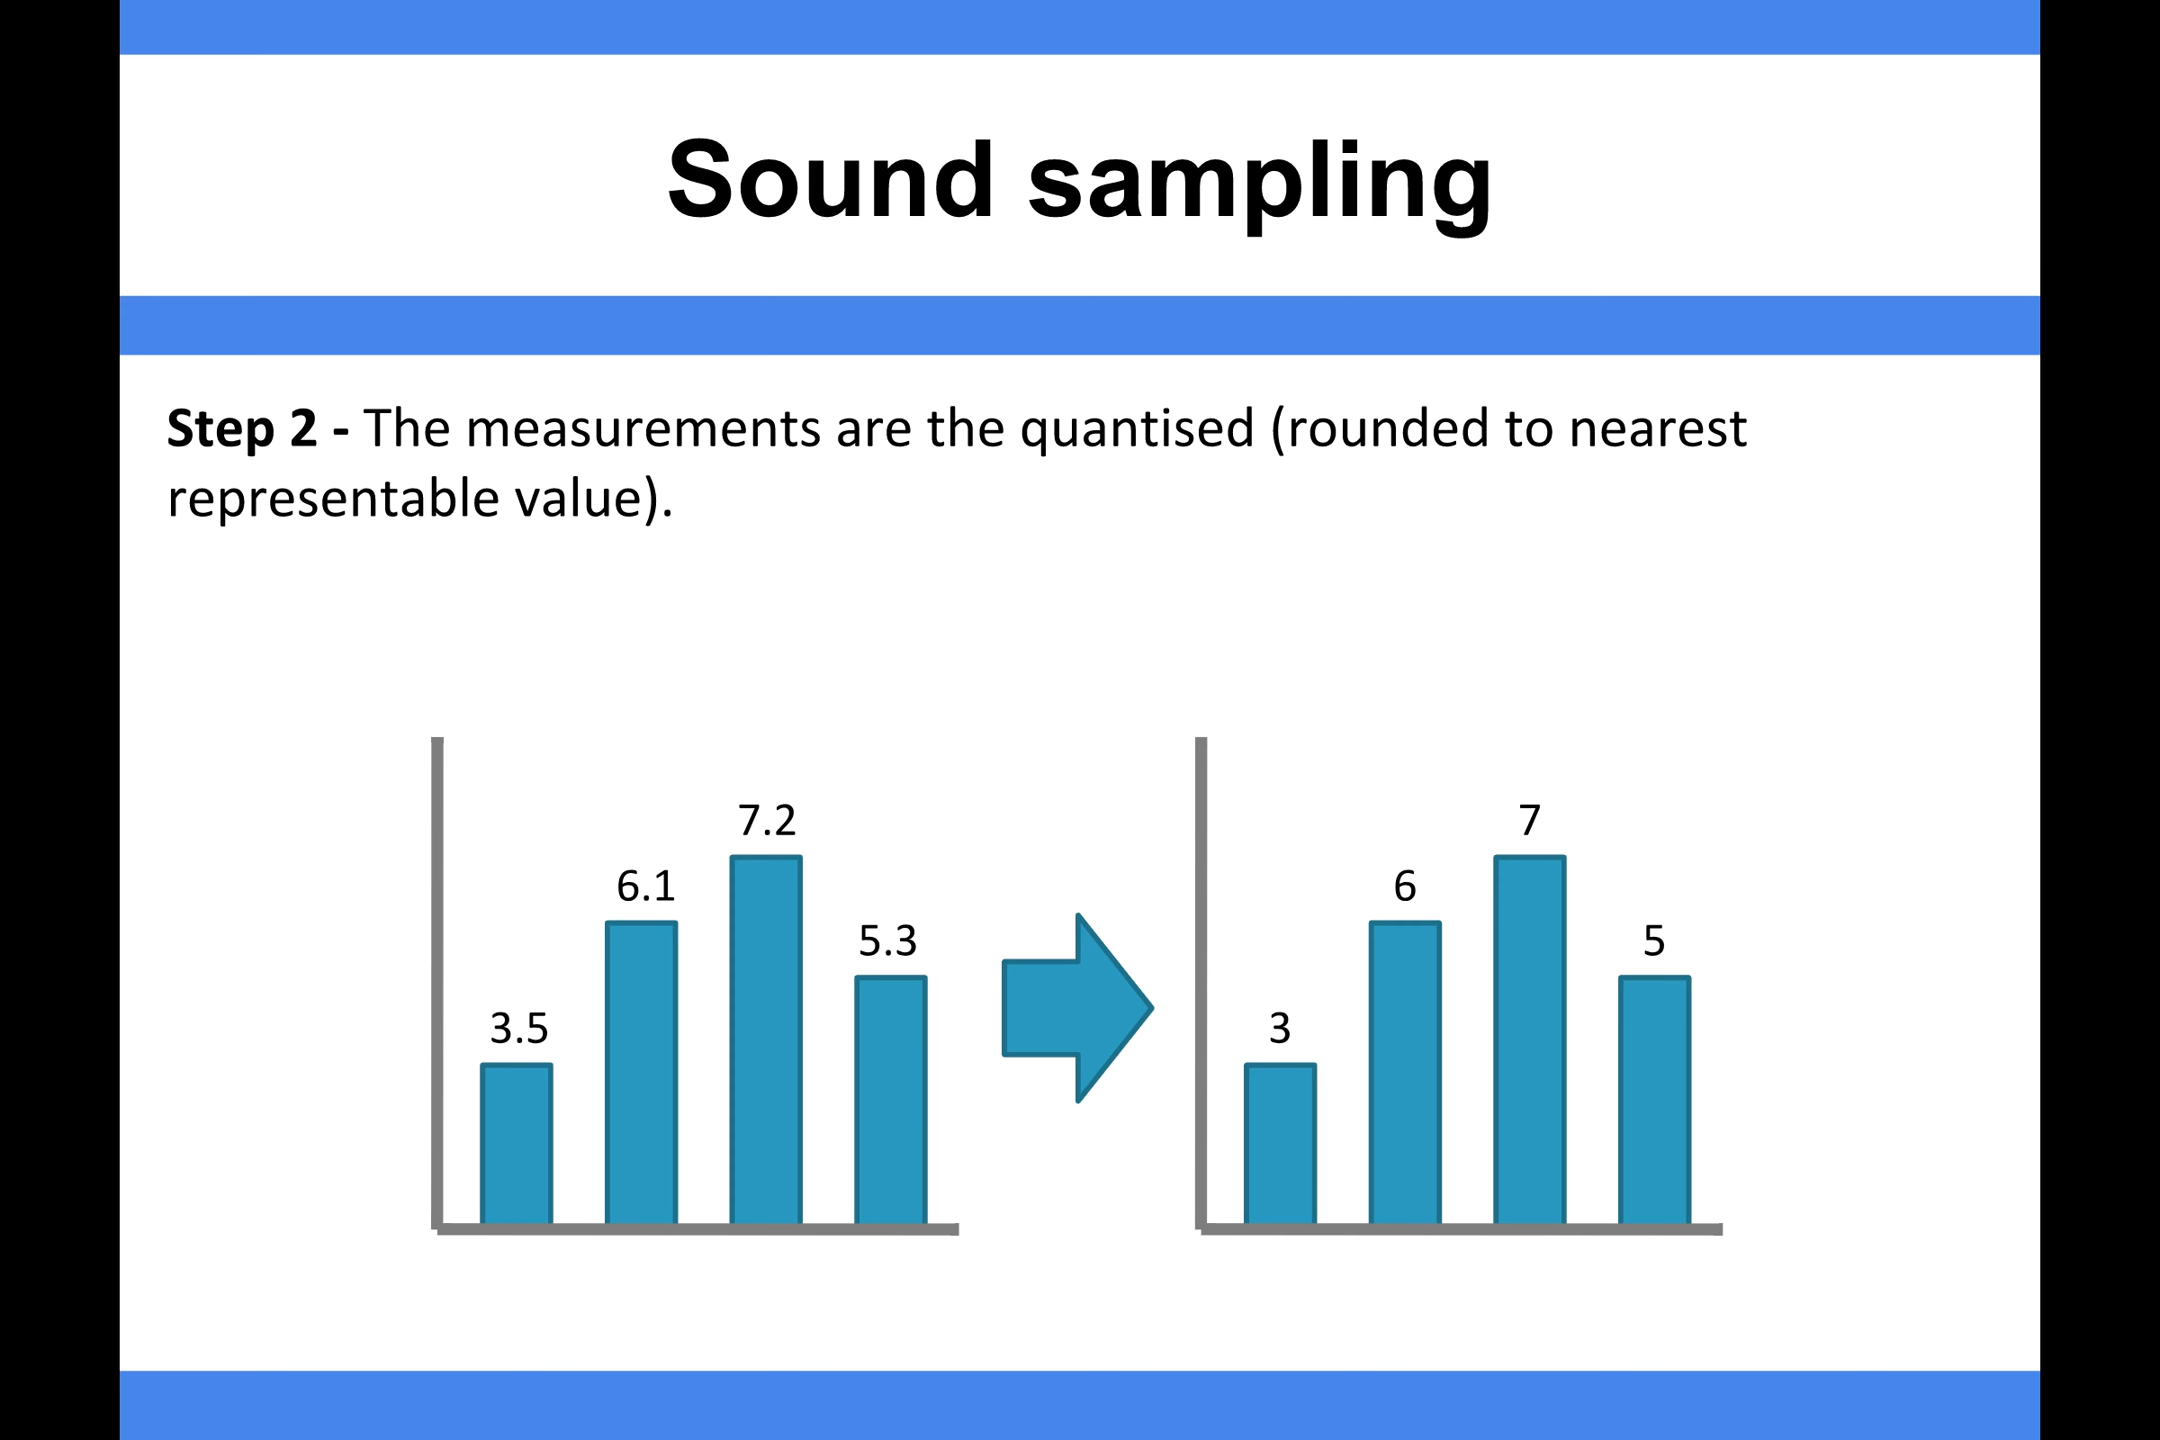 Sound sampling
Step 2 - The measurements are the quantised (rounded to nearest
representable value).
7.2
6.1
5.3
3.5
7
6
5
3